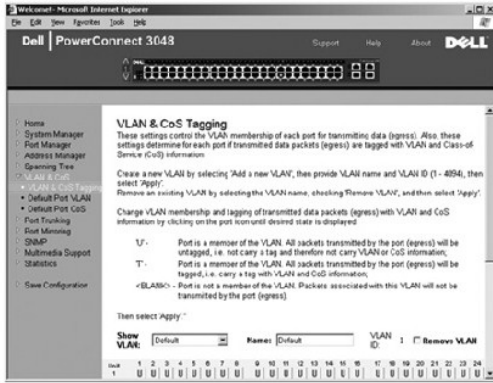 Welcome! - Microsoft Internet Explorer
File Edit View Favorites Tools Help
Dell | PowerConnect 3048
Support Help About DELL
Home
System Manager
Port Manager
Address Manager
Spanning Tree
VLAN & CoS
VLAN & CoS Tagging
Default Port VLAN
Default Port CoS
Port Trunking
Port Mirroring
SNMP
Multimedia Support
Statistics
Save Configuration
VLAN & CoS Tagging
These settings control the VLAN membership of each port for transmitting data (egress). Also, these
settings determine for each port if transmitted data packets (egress) are tagged with VLAN and Class-of-
Service (CoS) information
Create a new VLAN by selecting 'Add a new VLAN', then provide VLAN name and VLAN ID (1 - 4094), then
select 'Apply'.
Remove an existing VLAN by selecting the VLAN name, checking 'Remove VLAN', and then select 'Apply'.
Change VLAN membership and tagging of transmitted data packets (egress) with VLAN and CoS
information by clicking on the port icon until desired state is displayed
'U' - Port is a member of the VLAN. All packets transmitted by the port (egress) will be
untagged, i.e. not carry a tag and therefore not carry VLAN or CoS information;
'T' - Port is a member of the VLAN. All packets transmitted by the port (egress) will be
tagged, i.e. carry a tag with VLAN and CoS information;
<BLANK> - Port is not a member of the VLAN. Packets associated with this VLAN will not be
transmitted by the port (egress).
Then select 'Apply.'
Show VLAN: Default Name: Default VLAN ID: 1 Remove VLAN
1 2 3 4 5 6 7 8 9 10 11 12 13 14 15 16 17 18 19 20 21 22 23 24
1 U U U U U U U U U U U U U U U U U U U U U U U U